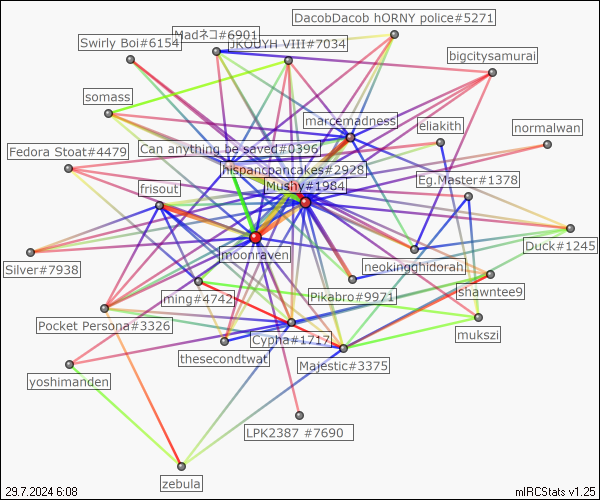 DacobDacob hORNY police#5271
Madネコ#6901
Swirly Boi#6154
JKOUYH VIII#7034
bigcitysamurai
somass
marcemadness
eliakith
normalwan
Can anything be saved#0396
Fedora Stoat#4479
hispancpancakes#2928
Eg.Master#1378
frisout
Mushy#1984
Duck#1245
moonraven
neokingghidorah
Silver#7938
shawntee9
ming#4742
Pikabro#9971
Pocket Persona#3326
mukszi
Cypha#1717
thesecondtwat
Majestic#3375
yoshimanden
LPK2387 #7690
zebula
29.7.2024 6:08
mIRCStats v1.25